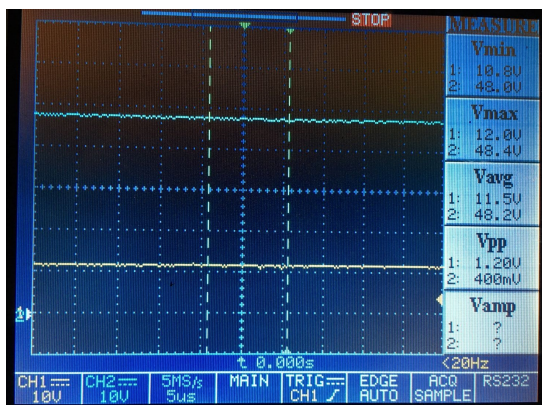 STOP
MEASURE
Vmin
1: 10.8V
2: 48.0V
Vmax
1: 12.0V
2: 48.4V
Vavg
1: 11.5V
2: 48.2V
Vpp
1: 1.20V
2: 400mV
Vamp
1: ?
2: ?
t 0.000s
<20Hz
CH1 CH2 5MS/s MAIN TRIG EDGE ACQ RS232
10V 10V 5us CH1 AUTO SAMPLE